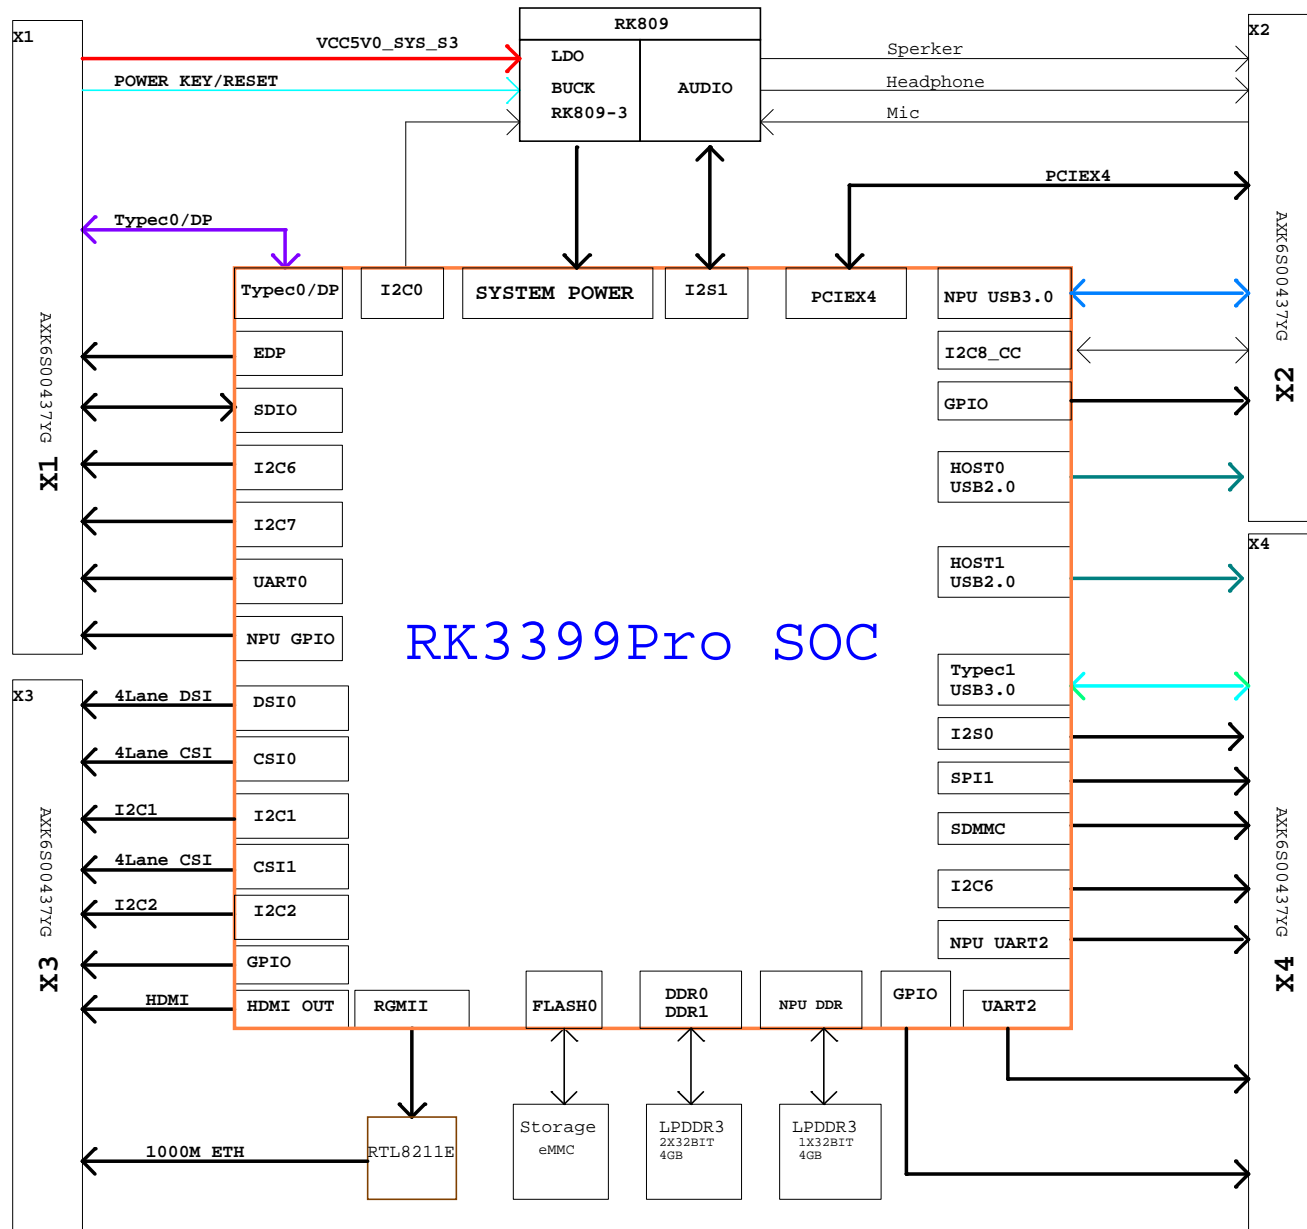 RK809
X1
VCC5V0_SYS_S3
LDO
Sperker
X2
POWER KEY/RESET
BUCK
AUDIO
Headphone
RK809-3
Mic
PCIEX4
Typec0/DP
Typec0/DP
I2C0
SYSTEM POWER
I2S1
PCIEX4
NPU USB3.0
EDP
I2C8_CC
SDIO
GPIO
I2C6
HOST0
USB2.0
I2C7
UART0
HOST1
USB2.0
NPU GPIO
AXK6S00437YG
X1
AXK6S00437YG
X2
X4
RK3399Pro SOC
Typec1
USB3.0
X3
4Lane DSI
DSI0
I2S0
4Lane CSI
CSI0
SPI1
I2C1
I2C1
SDMMC
4Lane CSI
CSI1
I2C6
I2C2
I2C2
NPU UART2
GPIO
HDMI
HDMI OUT
RGMII
FLASH0
DDR0
DDR1
NPU DDR
GPIO
UART2
AXK6S00437YG
X3
AXK6S00437YG
X4
1000M ETH
RTL8211E
Storage
eMMC
LPDDR3
2X32BIT
4GB
LPDDR3
1X32BIT
4GB